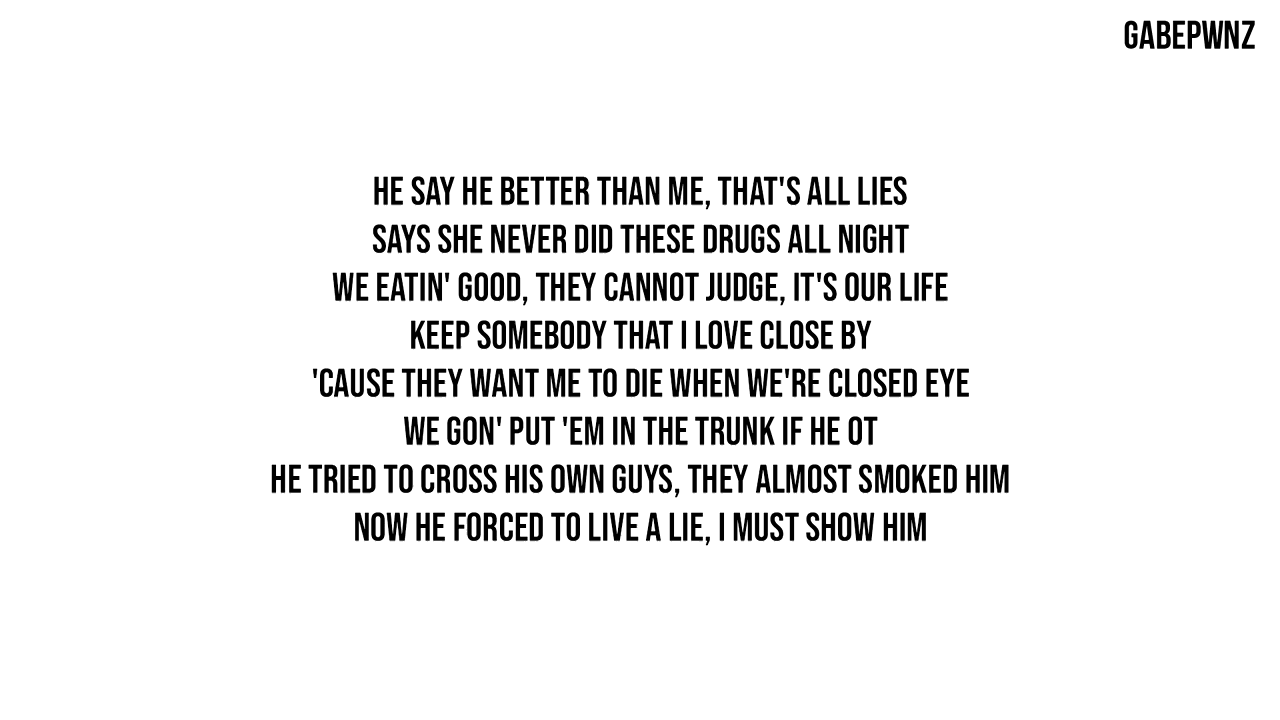 GABEPWNZ
HE SAY HE BETTER THAN ME, THAT'S ALL LIES
SAYS SHE NEVER DID THESE DRUGS ALL NIGHT
WE EATIN' GOOD, THEY CANNOT JUDGE, IT'S OUR LIFE
KEEP SOMEBODY THAT I LOVE CLOSE BY
'CAUSE THEY WANT ME TO DIE WHEN WE'RE CLOSED EYE
WE GON' PUT 'EM IN THE TRUNK IF HE OT
HE TRIED TO CROSS HIS OWN GUYS, THEY ALMOST SMOKED HIM
NOW HE FORCED TO LIVE A LIE, I MUST SHOW HIM